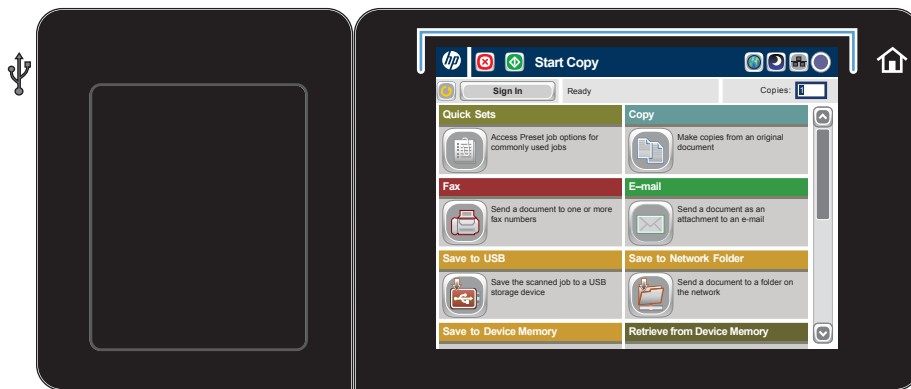 hp
Start Copy
Sign In
Ready
Copies: 1
Quick Sets
Access Preset job options for
commonly used jobs
Copy
Make copies from an original
document
Fax
Send a document to one or more
fax numbers
E–mail
Send a document as an
attachment to an e-mail
Save to USB
Save the scanned job to a USB
storage device
Save to Network Folder
Send a document to a folder on
the network
Save to Device Memory
Retrieve from Device Memory